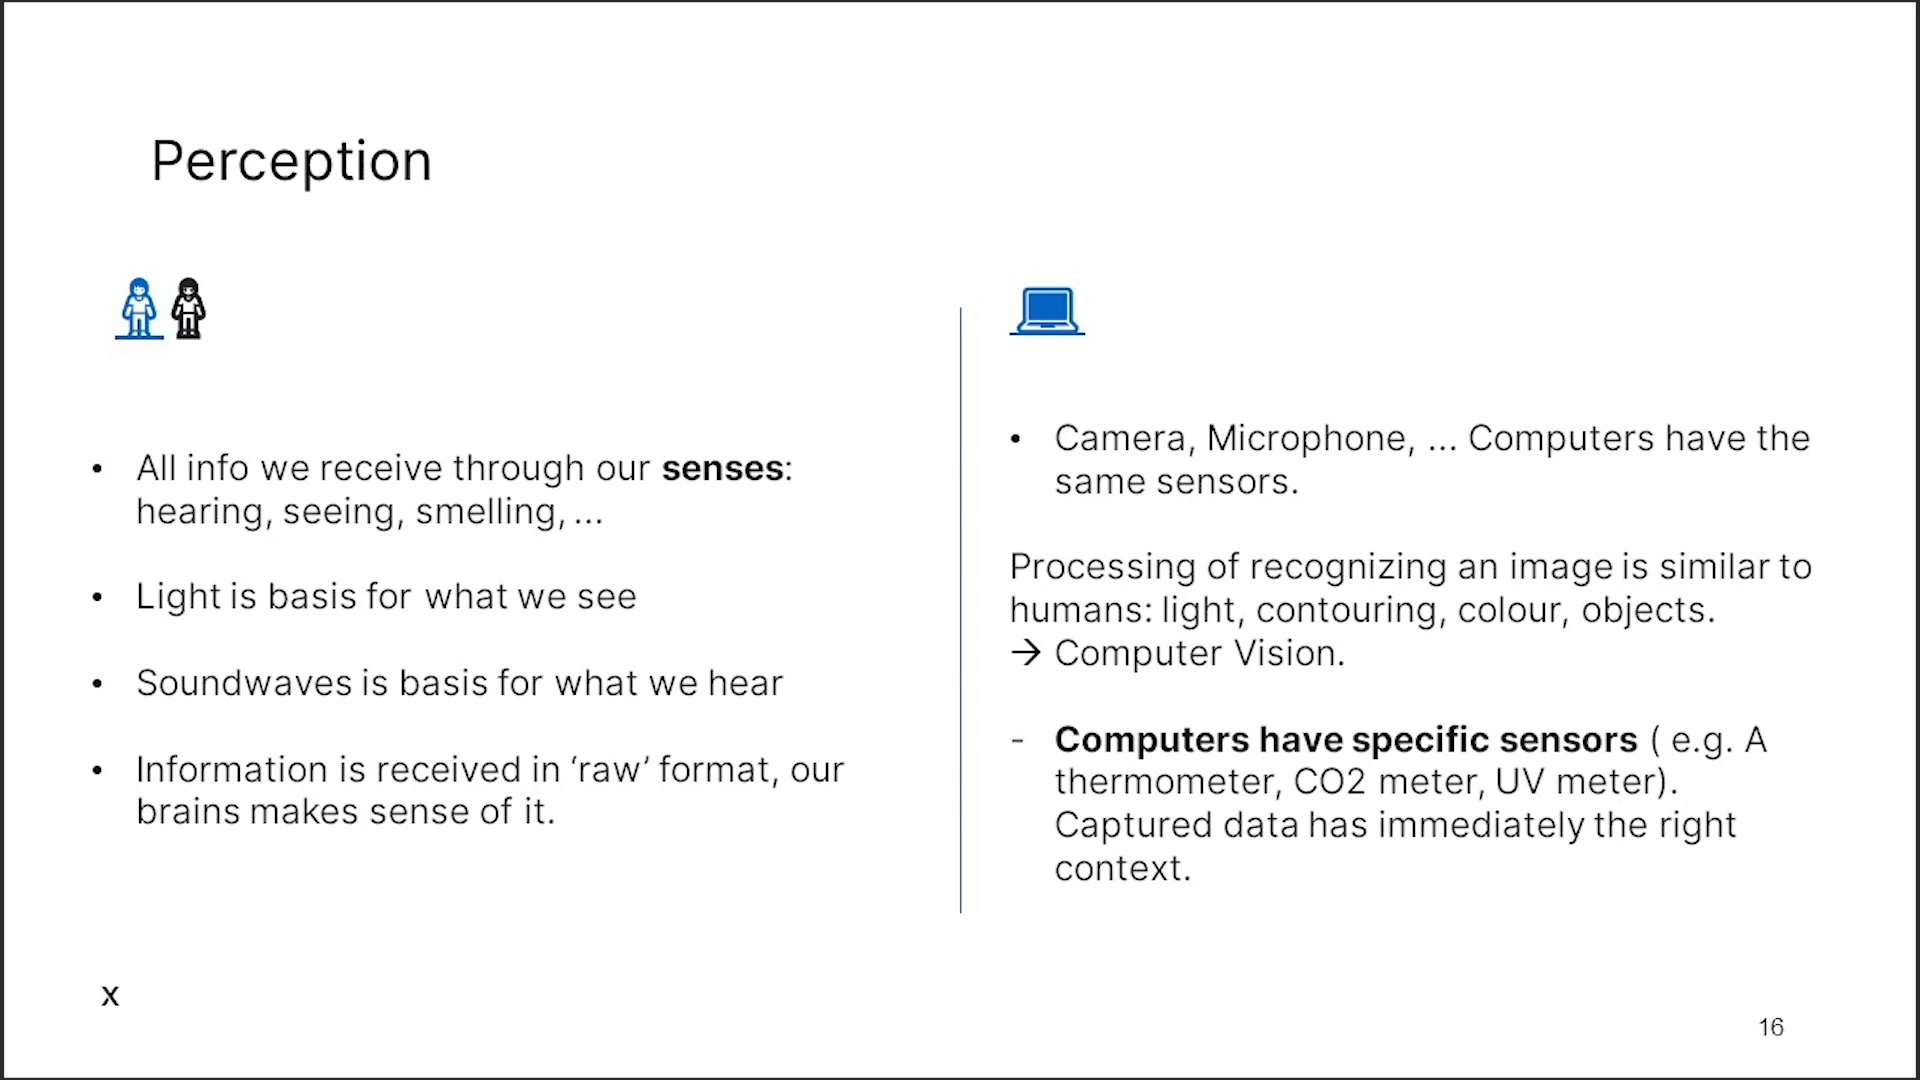 Perception
• All info we receive through our senses:
hearing, seeing, smelling, ...
• Light is basis for what we see
• Soundwaves is basis for what we hear
• Information is received in ‘raw’ format, our
brains makes sense of it.
• Camera, Microphone, ... Computers have the
same sensors.
Processing of recognizing an image is similar to
humans: light, contouring, colour, objects.
→ Computer Vision.
- Computers have specific sensors ( e.g. A
thermometer, CO2 meter, UV meter).
Captured data has immediately the right
context.
x
16